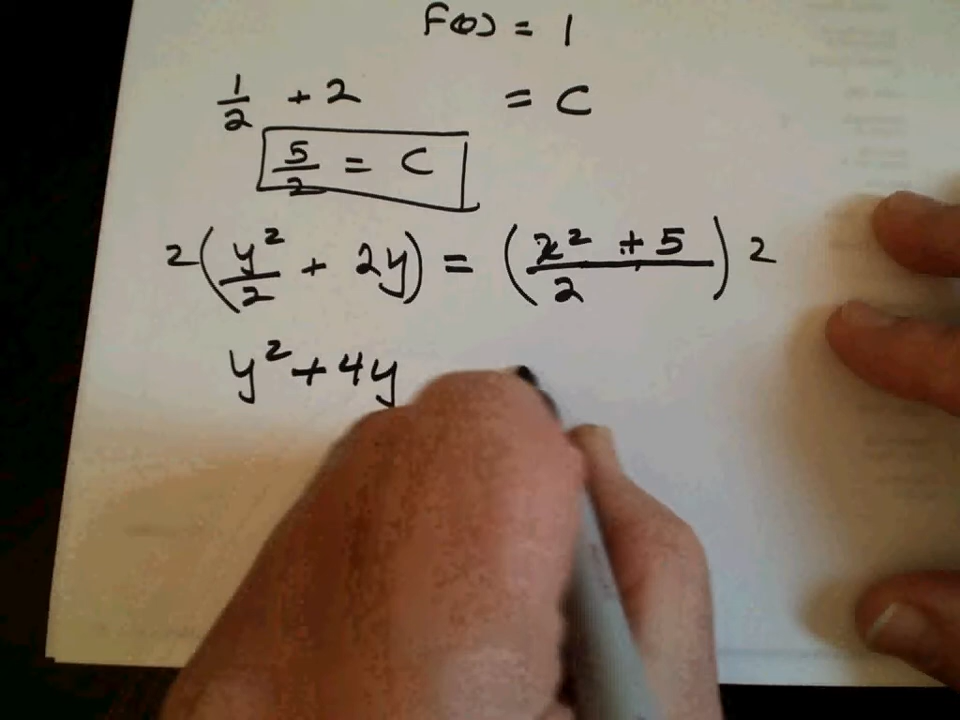 F(0) = 1
1/2 + 2 = C
5/2 = C
2(y²/2 + 2y) = (x² + 5/2)2
y² + 4y